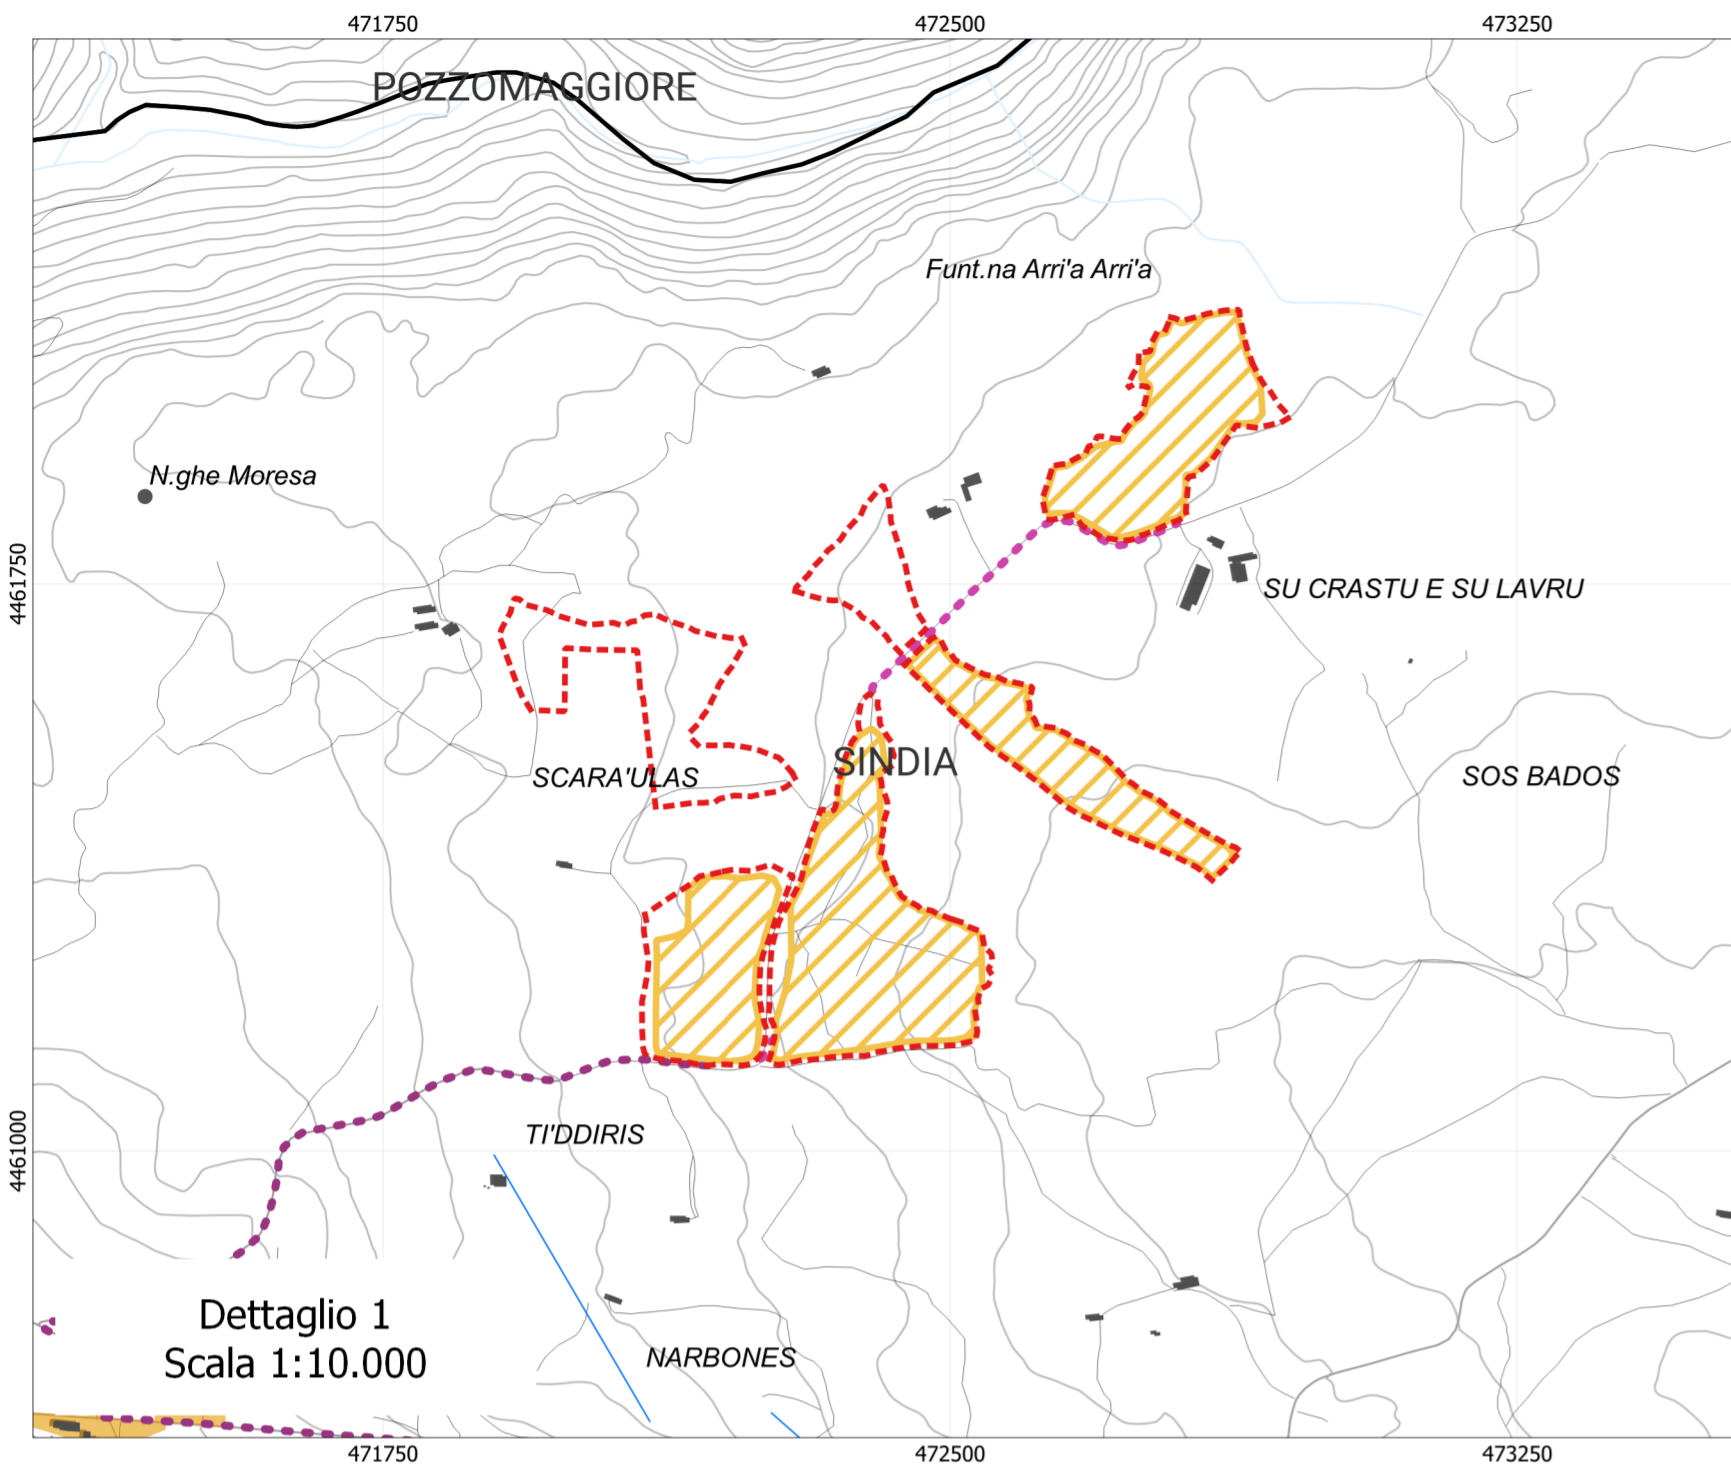 471750
472500
473250
POZZOMAGGIORE
Funt.na Arri'a Arri'a
N.ghe Moresa
4461750
SU CRASTU E SU LAVRU
SINDIA
SCARA'ULAS
SOS BADOS
4461000
TI'DDIRIS
Dettaglio 1
Scala 1:10.000
NARBONES
471750
472500
473250